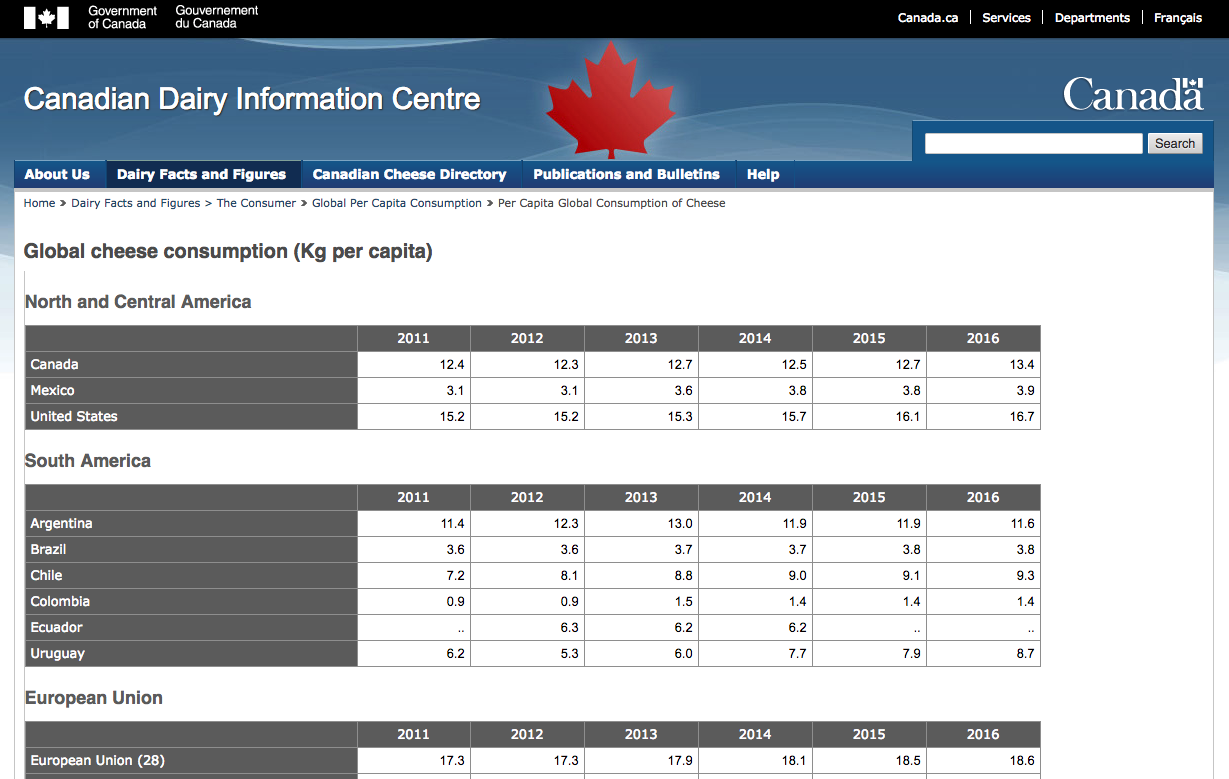 Government of Canada
Gouvernement du Canada
Canada.ca | Services | Departments | Français
Canadian Dairy Information Centre
Canada
Search
About Us Dairy Facts and Figures Canadian Cheese Directory Publications and Bulletins Help
Home > Dairy Facts and Figures > The Consumer > Global Per Capita Consumption > Per Capita Global Consumption of Cheese
Global cheese consumption (Kg per capita)
North and Central America
2011 2012 2013 2014 2015 2016
Canada 12.4 12.3 12.7 12.5 12.7 13.4
Mexico 3.1 3.1 3.6 3.8 3.8 3.9
United States 15.2 15.2 15.3 15.7 16.1 16.7
South America
2011 2012 2013 2014 2015 2016
Argentina 11.4 12.3 13.0 11.9 11.9 11.6
Brazil 3.6 3.6 3.7 3.7 3.8 3.8
Chile 7.2 8.1 8.8 9.0 9.1 9.3
Colombia 0.9 0.9 1.5 1.4 1.4 1.4
Ecuador .. 6.3 6.2 6.2 .. ..
Uruguay 6.2 5.3 6.0 7.7 7.9 8.7
European Union
2011 2012 2013 2014 2015 2016
European Union (28) 17.3 17.3 17.9 18.1 18.5 18.6